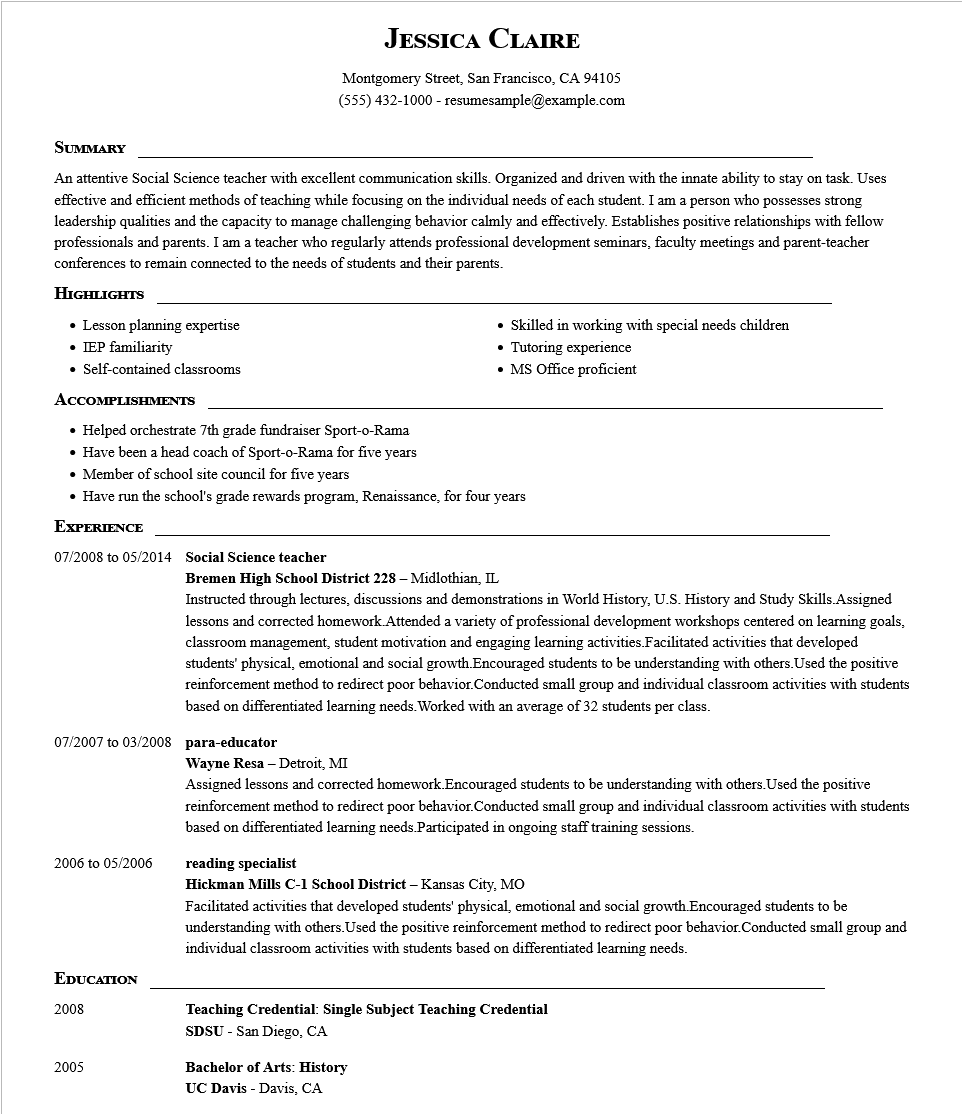 Jessica Claire
Montgomery Street, San Francisco, CA 94105
(555) 432-1000 - resumesample@example.com
Summary
An attentive Social Science teacher with excellent communication skills. Organized and driven with the innate ability to stay on task. Uses
effective and efficient methods of teaching while focusing on the individual needs of each student. I am a person who possesses strong
leadership qualities and the capacity to manage challenging behavior calmly and effectively. Establishes positive relationships with fellow
professionals and parents. I am a teacher who regularly attends professional development seminars, faculty meetings and parent-teacher
conferences to remain connected to the needs of students and their parents.
Highlights
• Lesson planning expertise
• IEP familiarity
• Self-contained classrooms
• Skilled in working with special needs children
• Tutoring experience
• MS Office proficient
Accomplishments
• Helped orchestrate 7th grade fundraiser Sport-o-Rama
• Have been a head coach of Sport-o-Rama for five years
• Member of school site council for five years
• Have run the school's grade rewards program, Renaissance, for four years
Experience
07/2008 to 05/2014 Social Science teacher
Bremen High School District 228 – Midlothian, IL
Instructed through lectures, discussions and demonstrations in World History, U.S. History and Study Skills.Assigned
lessons and corrected homework.Attended a variety of professional development workshops centered on learning goals,
classroom management, student motivation and engaging learning activities.Facilitated activities that developed
students' physical, emotional and social growth.Encouraged students to be understanding with others.Used the positive
reinforcement method to redirect poor behavior.Conducted small group and individual classroom activities with students
based on differentiated learning needs.Worked with an average of 32 students per class.
07/2007 to 03/2008 para-educator
Wayne Resa – Detroit, MI
Assigned lessons and corrected homework.Encouraged students to be understanding with others.Used the positive
reinforcement method to redirect poor behavior.Conducted small group and individual classroom activities with students
based on differentiated learning needs.Participated in ongoing staff training sessions.
2006 to 05/2006 reading specialist
Hickman Mills C-1 School District – Kansas City, MO
Facilitated activities that developed students' physical, emotional and social growth.Encouraged students to be
understanding with others.Used the positive reinforcement method to redirect poor behavior.Conducted small group and
individual classroom activities with students based on differentiated learning needs.
Education
2008 Teaching Credential: Single Subject Teaching Credential
SDSU - San Diego, CA
2005 Bachelor of Arts: History
UC Davis - Davis, CA